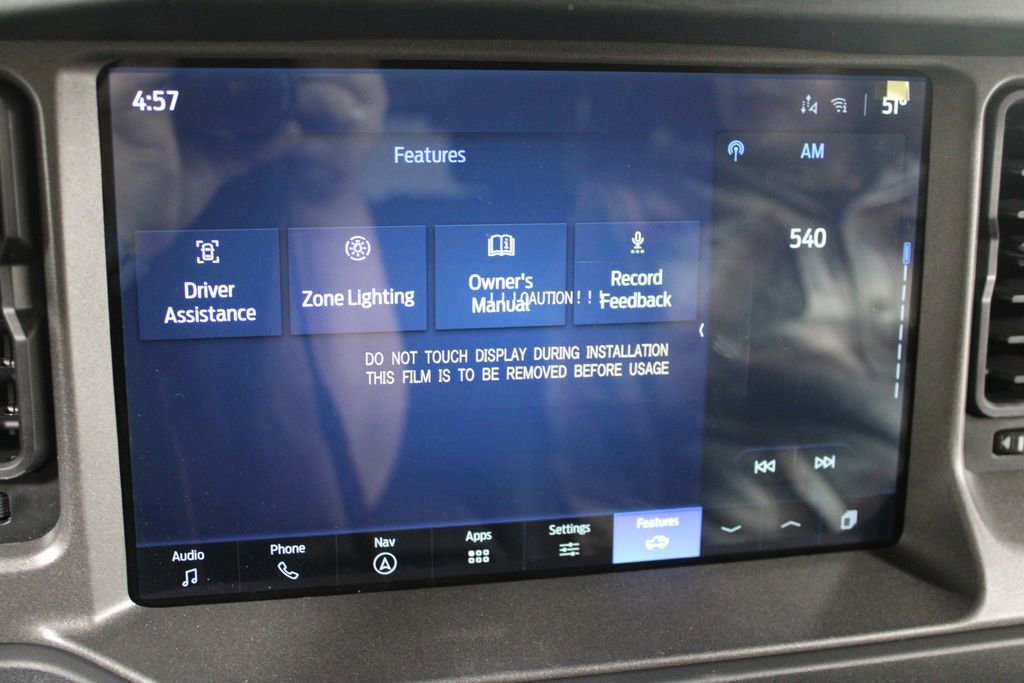 4:57
51°
Features
AM
540
Driver
Assistance
Zone Lighting
Owner's
Manual
Record
Feedback
! ! ! CAUTION ! ! !
DO NOT TOUCH DISPLAY DURING INSTALLATION
THIS FILM IS TO BE REMOVED BEFORE USAGE
Audio
Phone
Nav
Apps
Settings
Features